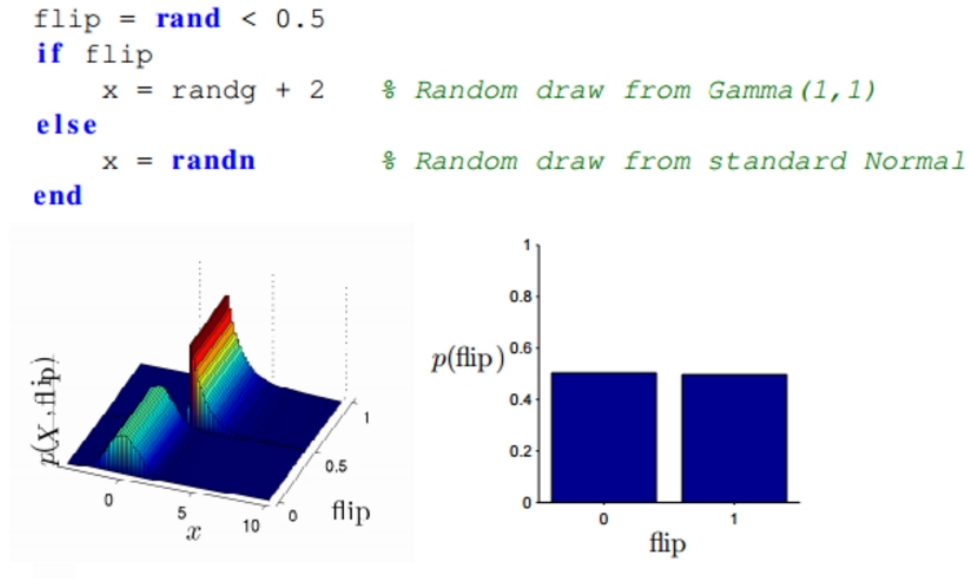 flip = rand < 0.5
if flip
x = randg + 2 % Random draw from Gamma(1,1)
else
x = randn % Random draw from standard Normal
end
p(X,flip)
0
5
10
x
0
0.5
1
flip
p(flip)
1
0.8
0.6
0.4
0.2
0
0 1
flip